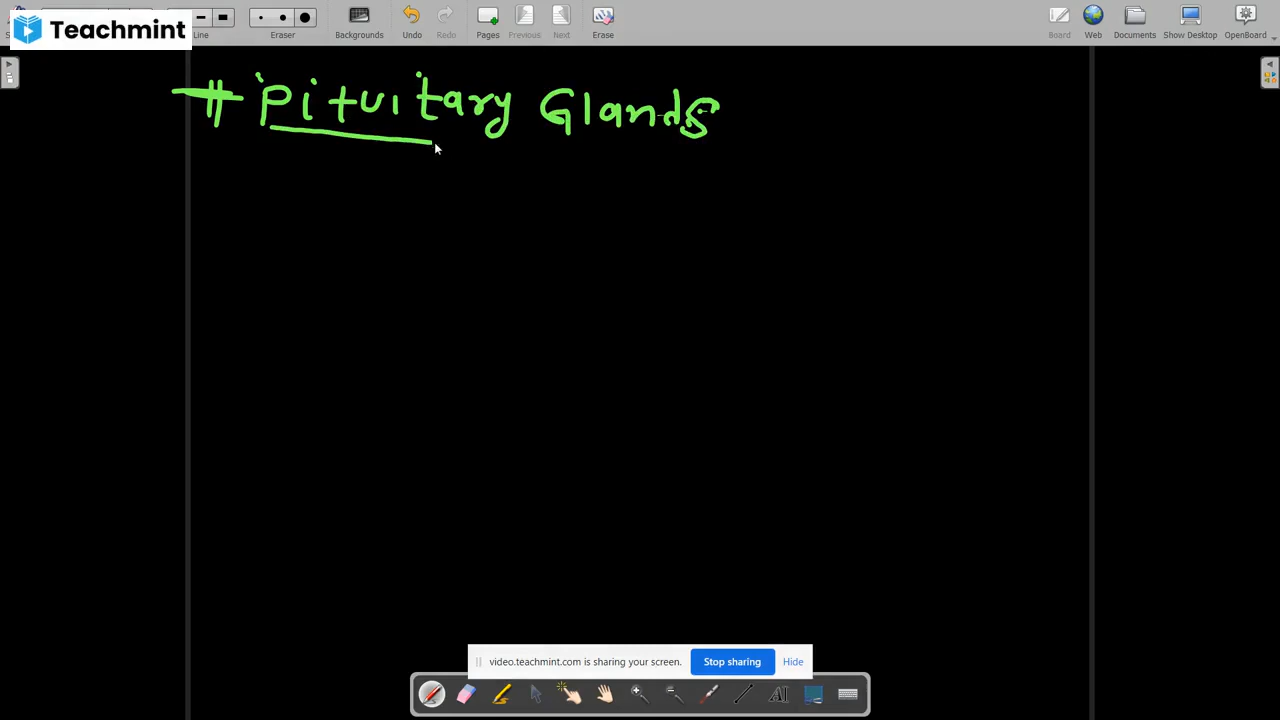 Teachmint
Line
Eraser
Backgrounds
Undo
Redo
Pages
Previous
Next
Erase
Board
Web
Documents
Show Desktop
OpenBoard
# Pituitary Glands
video.teachmint.com is sharing your screen.
Stop sharing
Hide
AI